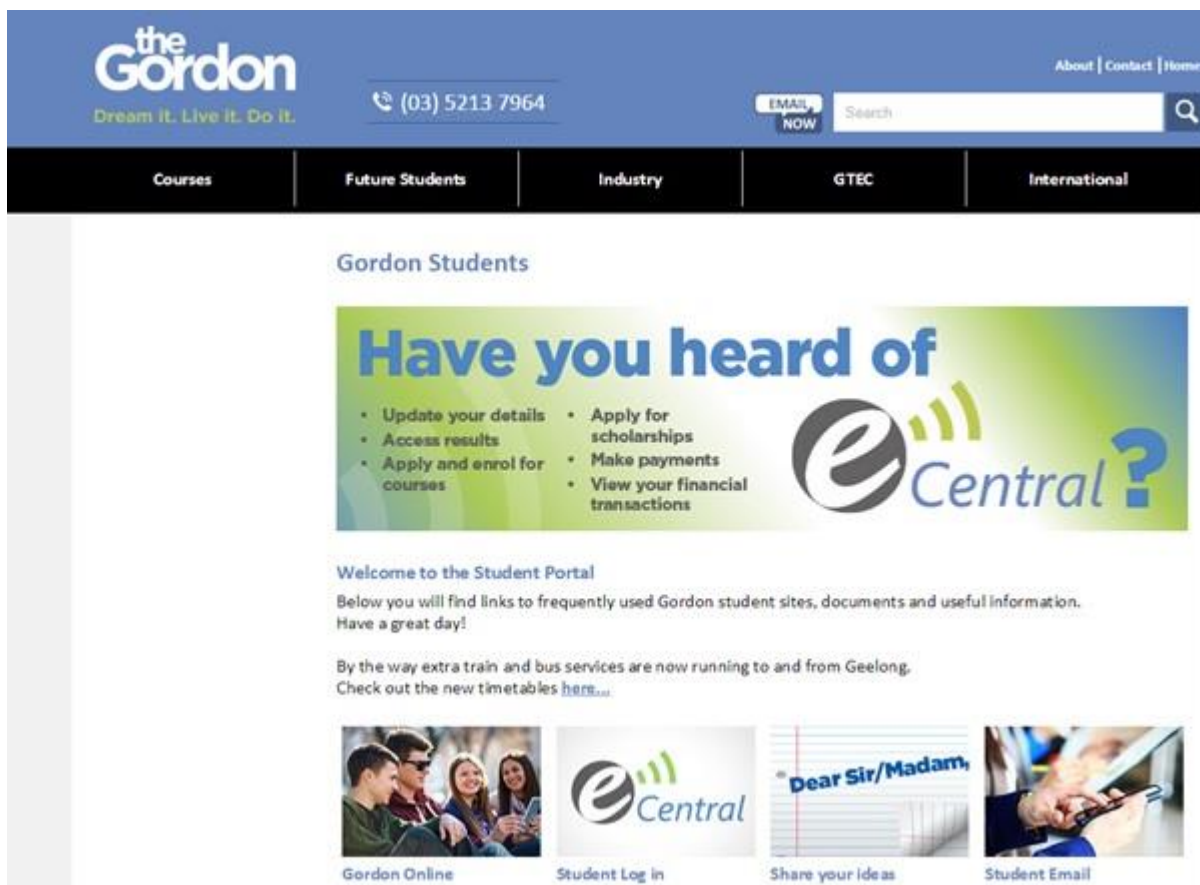 the
Gordon
Dream it. Live it. Do it.
(03) 5213 7964
About | Contact | Home
EMAIL
NOW
Search
Courses
Future Students
Industry
GTEC
International
Gordon Students
Have you heard of
• Update your details
• Access results
• Apply and enrol for
courses
• Apply for
scholarships
• Make payments
• View your financial
transactions
e Central ?
Welcome to the Student Portal
Below you will find links to frequently used Gordon student sites, documents and useful information.
Have a great day!
By the way extra train and bus services are now running to and from Geelong.
Check out the new timetables here...
e Central
Dear Sir/Madam,
Gordon Online
Student Log in
Share your ideas
Student Email